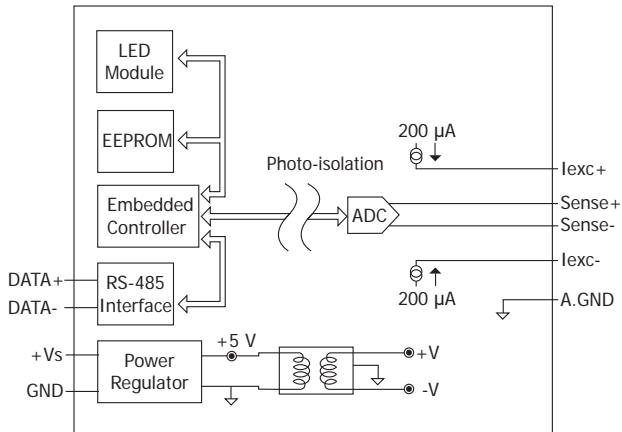 LED
Module
EEPROM
Embedded
Controller
RS-485
Interface
DATA+
DATA-
Photo-isolation
ADC
200 µA
Iexc+
Sense+
Sense-
Iexc-
200 µA
A.GND
+Vs
GND
Power
Regulator
+5 V
+V
-V